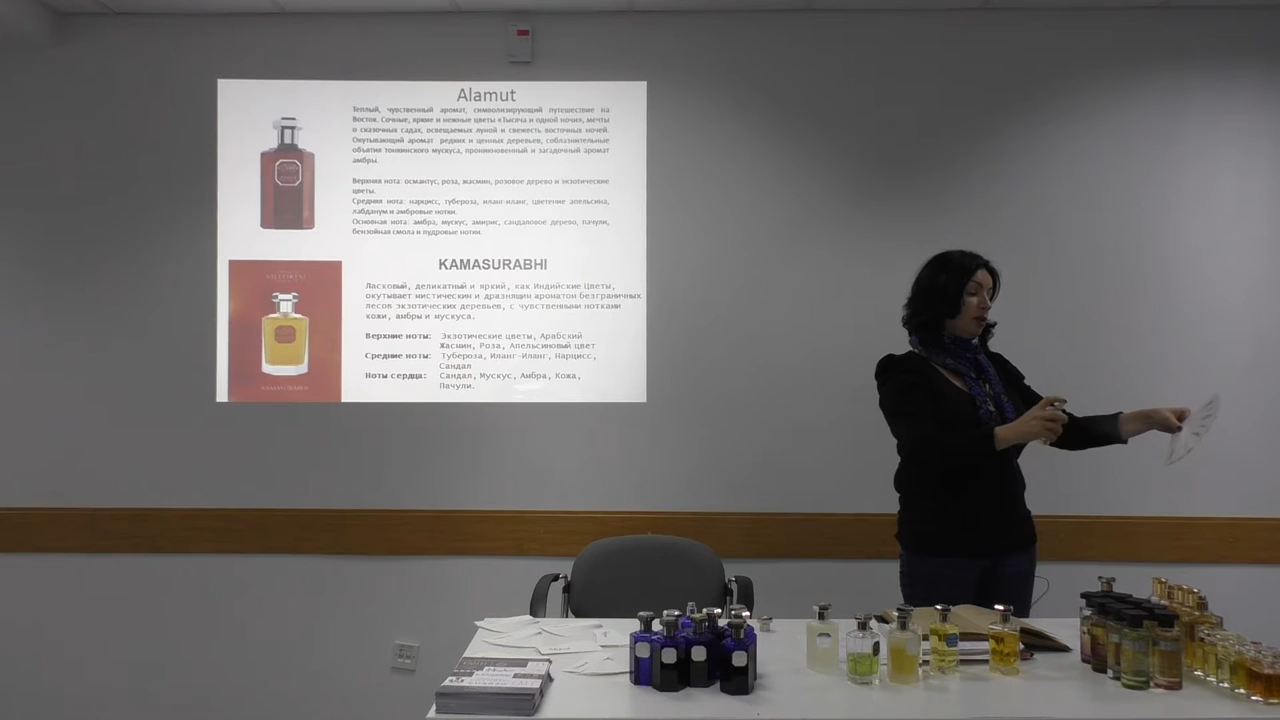 Alamut
Теплый, чувственный аромат, символизирующий путешествие на
Восток. Сочные, яркие и нежные цветы «Тысяча и одной ночи», мечты
о сказочных садах, освещаемых луной и свежесть восточных ночей.
Окутывающий аромат редких и ценных деревьев, соблазнительные
объятия тонкинского мускуса, проникновенный и загадочный аромат
амбры.
Верхняя нота: османтус, роза, жасмин, розовое дерево и экзотические
цветы.
Средняя нота: нарцисс, тубероза, иланг-иланг, цветение апельсина,
лабданум и амбровые нотки.
Основная нота: амбра, мускус, амирис, сандаловое дерево, пачули,
бензойная смола и пудровые нотки.
KAMASURABHI
Ласковый, деликатный и яркий, как Индийские Цветы,
окутывает мистическим и дразнящим ароматом безграничных
лесов экзотических деревьев, с чувственными нотками
кожи, амбры и мускуса.
Верхние ноты: Экзотические цветы, Арабский
Жасмин, Роза, Апельсиновый цвет
Средние ноты: Тубероза, Иланг-Иланг, Нарцисс,
Сандал
Ноты сердца: Сандал, Мускус, Амбра, Кожа,
Пачули.
KAMASURABHI